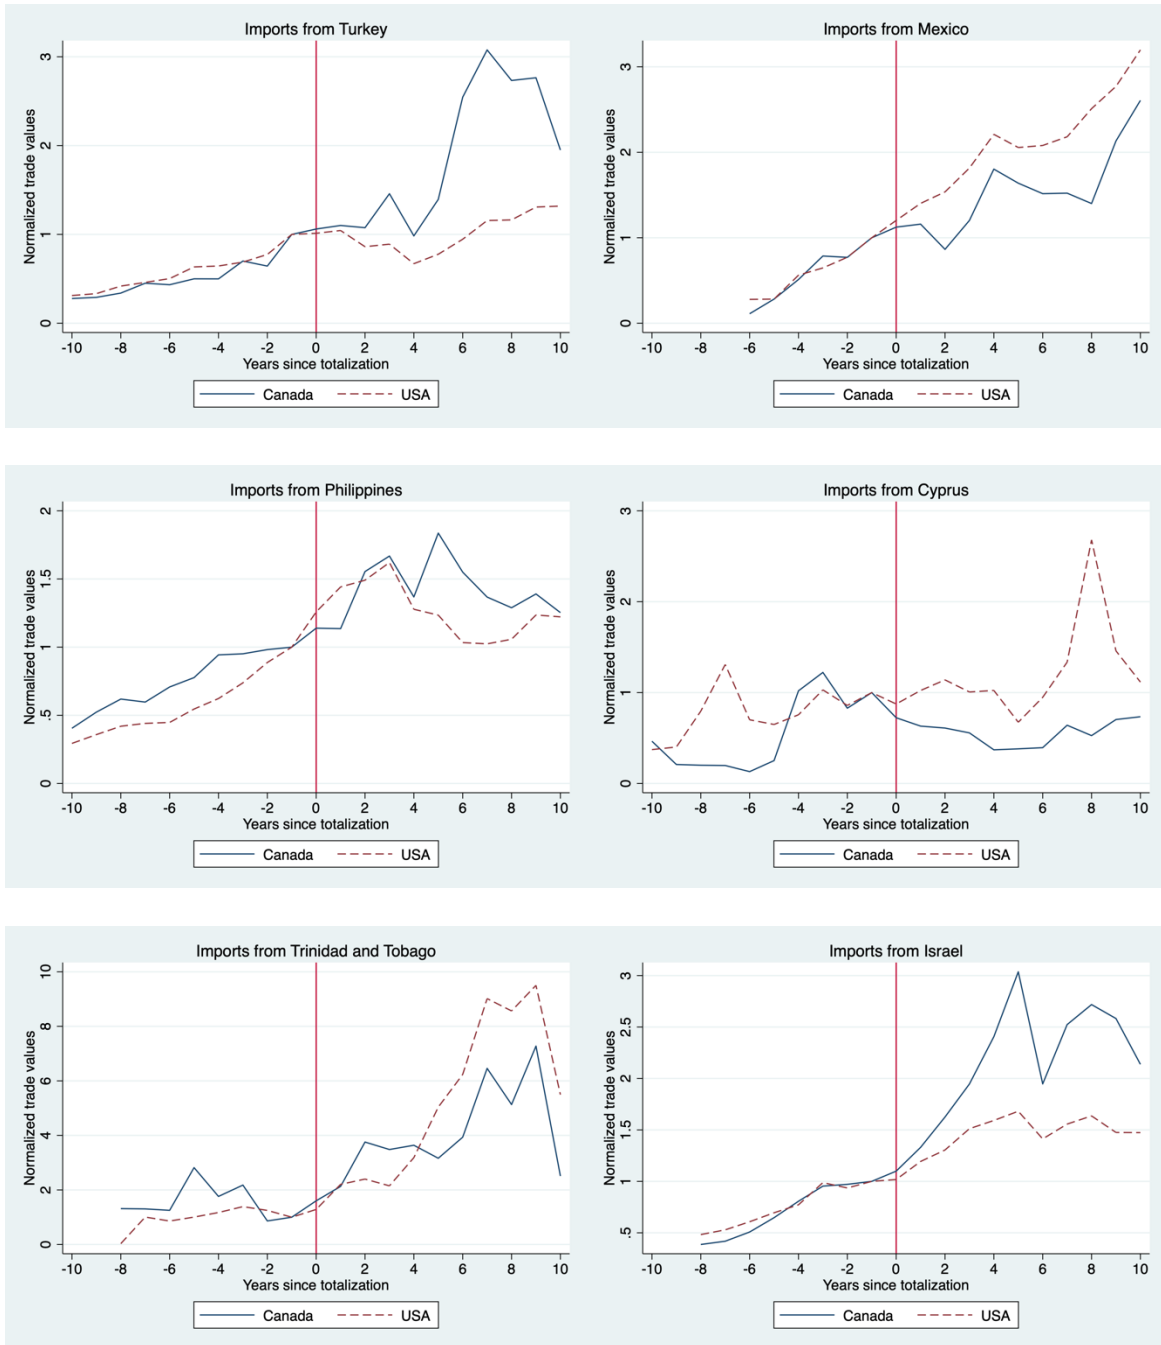 Imports from Turkey
Normalized trade values
3
2
1
0
-10 -8 -6 -4 -2 0 2 4 6 8 10
Years since totalization
Canada USA
Imports from Mexico
Normalized trade values
3
2
1
0
-10 -8 -6 -4 -2 0 2 4 6 8 10
Years since totalization
Canada USA
Imports from Philippines
Normalized trade values
2
1.5
1
.5
0
-10 -8 -6 -4 -2 0 2 4 6 8 10
Years since totalization
Canada USA
Imports from Cyprus
Normalized trade values
3
2
1
0
-10 -8 -6 -4 -2 0 2 4 6 8 10
Years since totalization
Canada USA
Imports from Trinidad and Tobago
Normalized trade values
10
8
6
4
2
0
-10 -8 -6 -4 -2 0 2 4 6 8 10
Years since totalization
Canada USA
Imports from Israel
Normalized trade values
3
2.5
2
1.5
1
.5
-10 -8 -6 -4 -2 0 2 4 6 8 10
Years since totalization
Canada USA